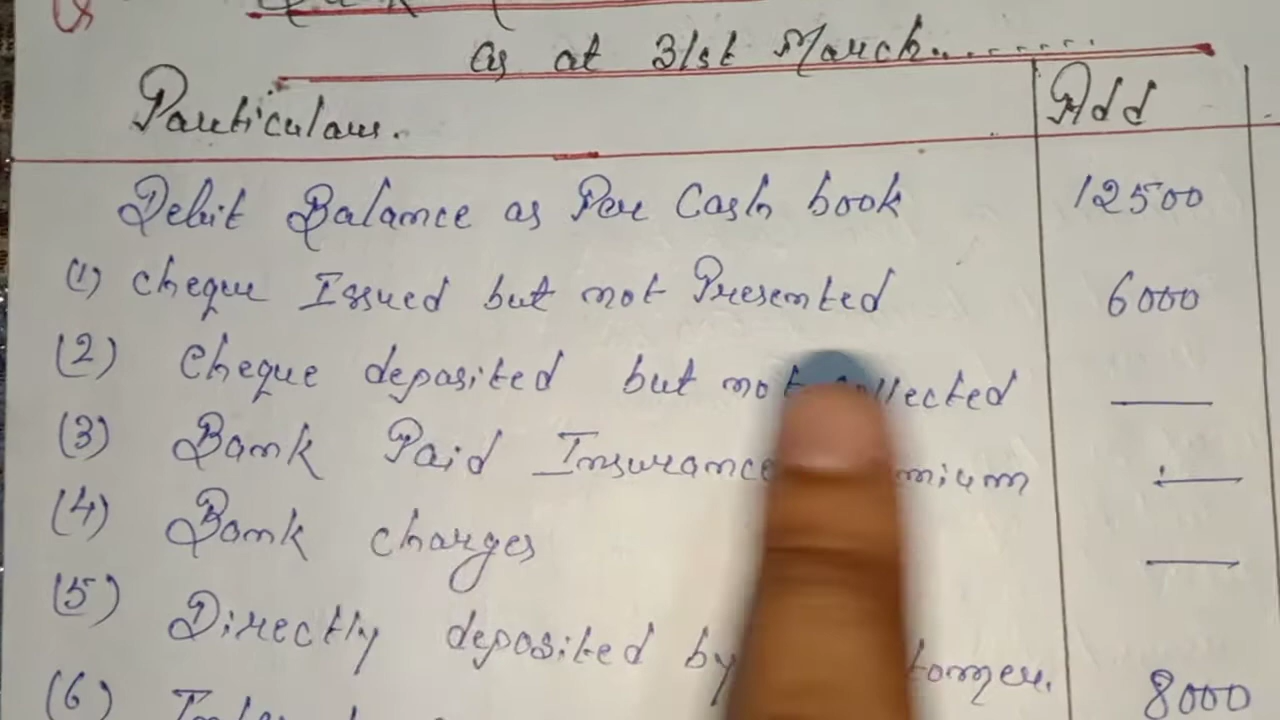 as at 31st March..........
Particulars. Add
Debit Balance as Per Cash book 12500
(1) Cheque Issued but not Presented 6000
(2) Cheque deposited but not collected —
(3) Bank Paid Insurance —
(4) Bank charges —
(5) Directly deposited by 8000
(6)